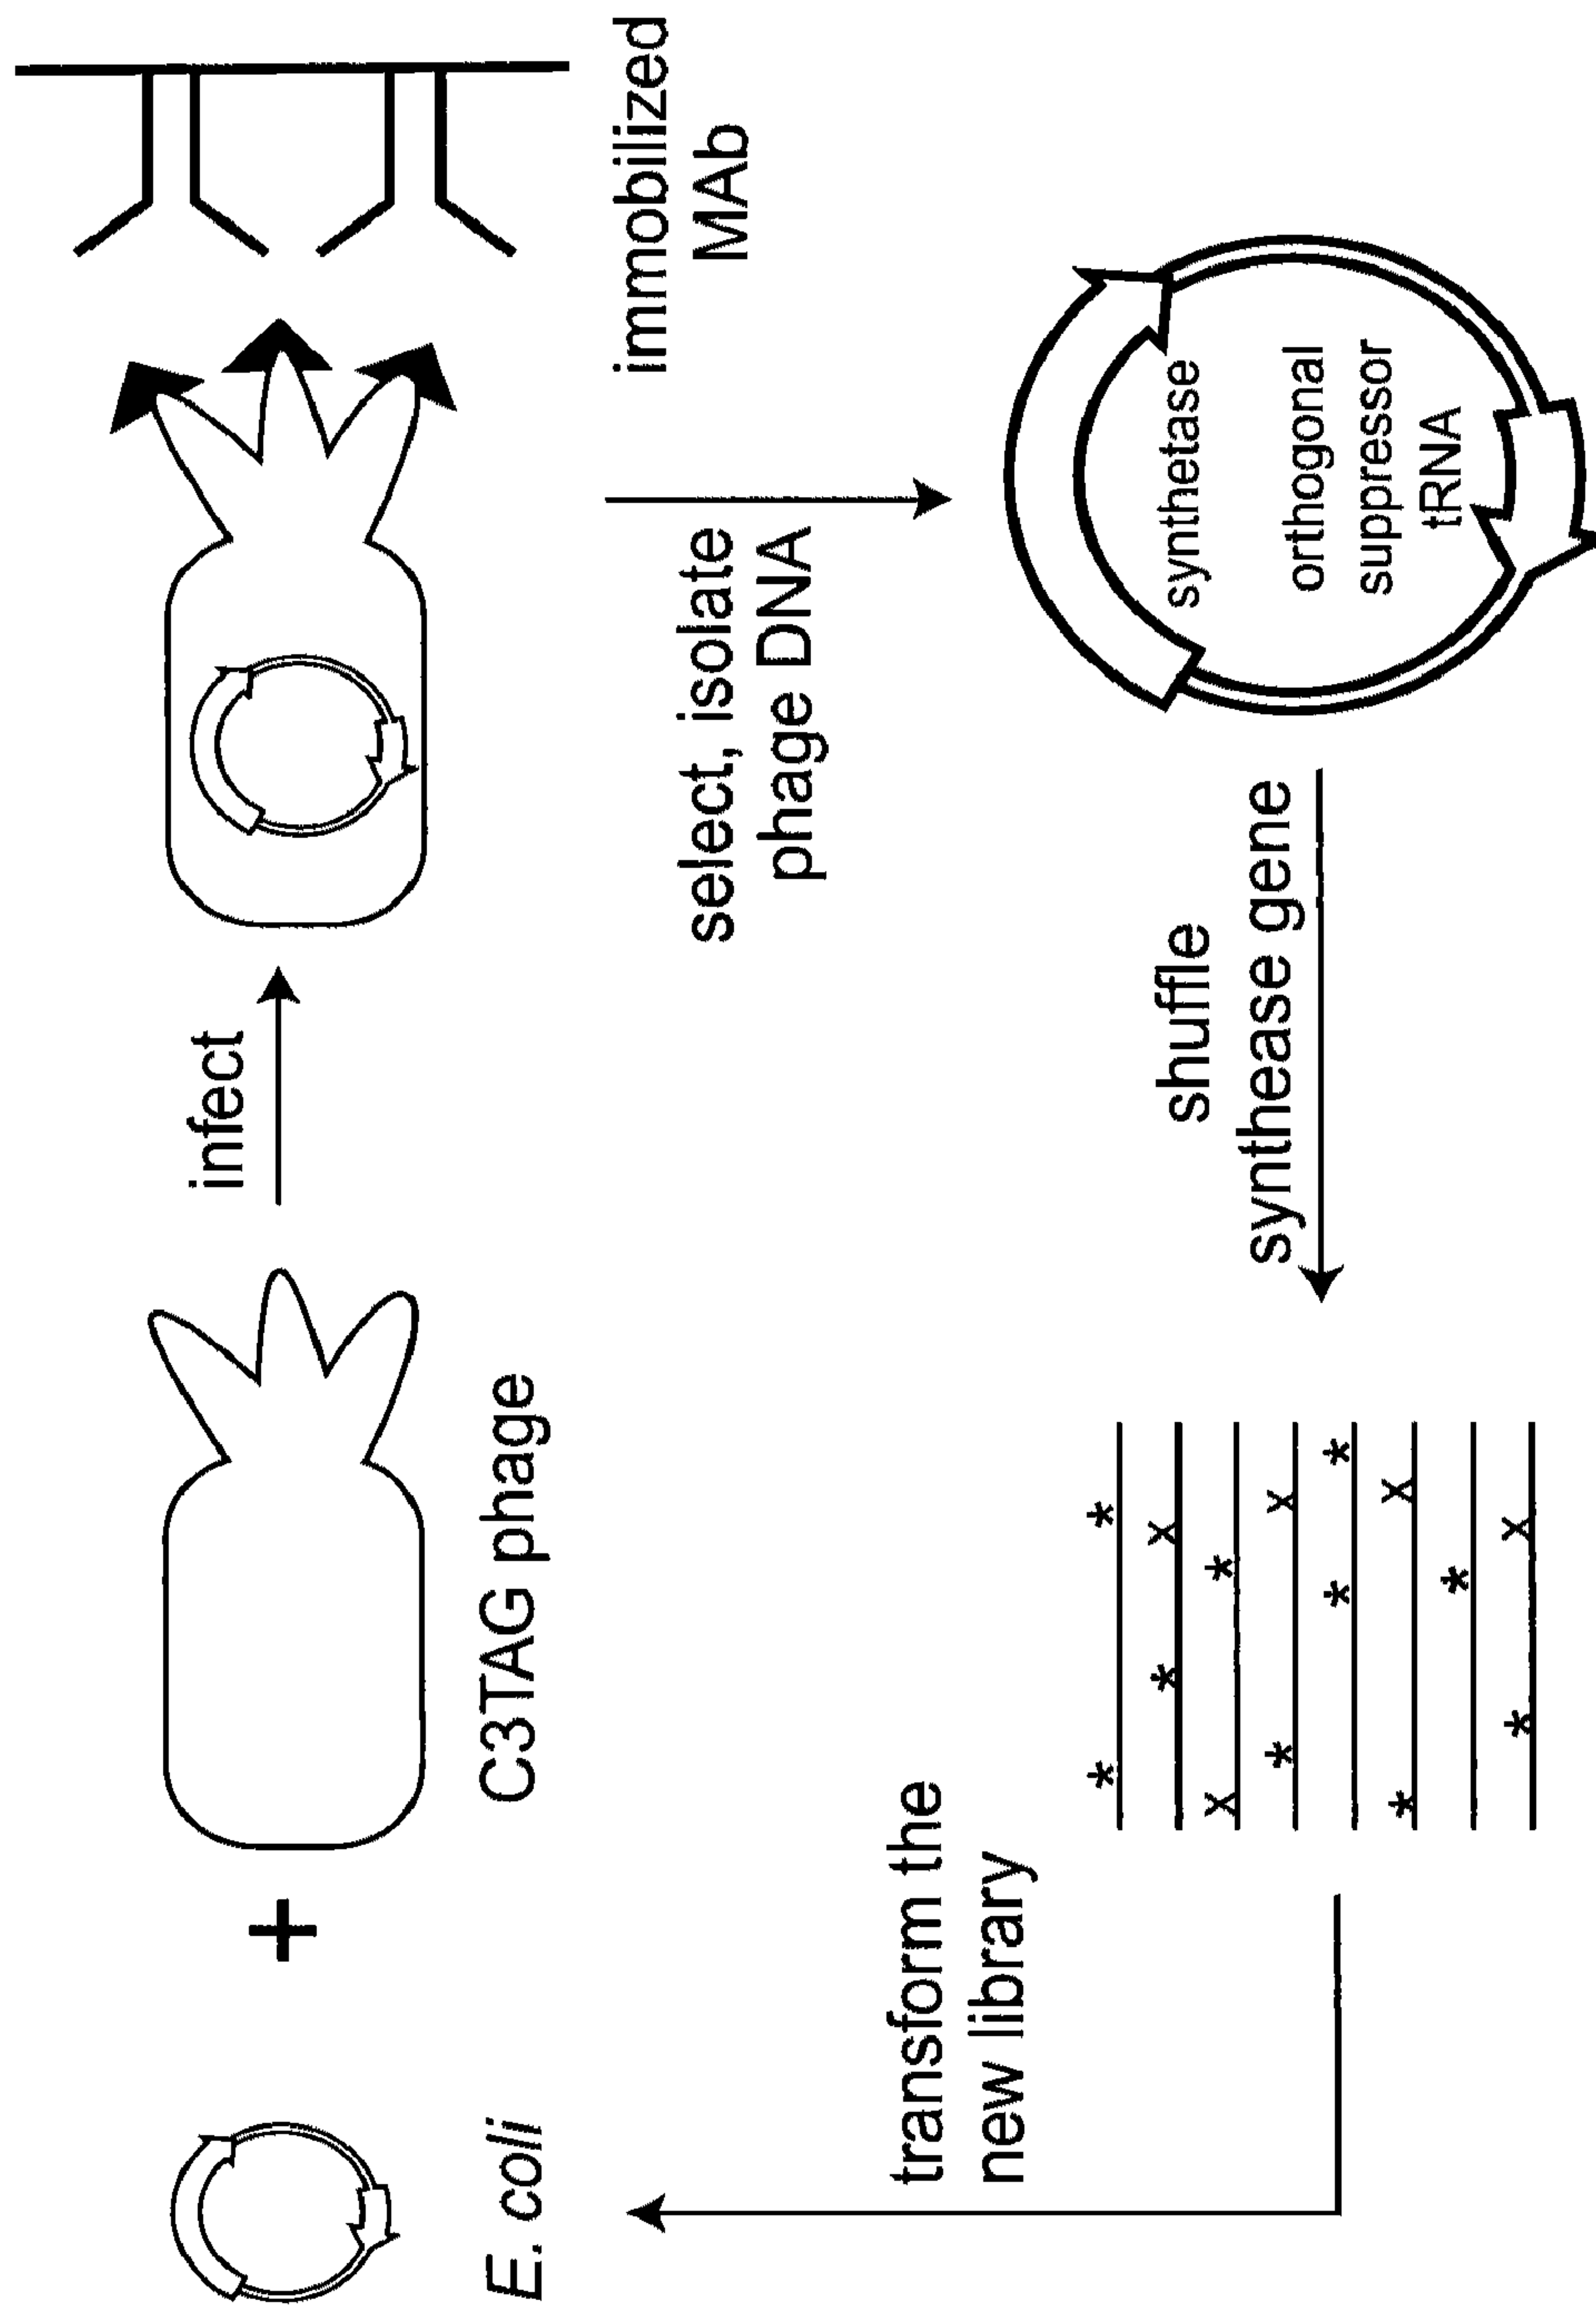 E. coli
+
C3TAG phage
infect
immobilized
MAb
select, isolate
phage DNA
synthetase
orthogonal
suppressor
tRNA
shuffle
synthease gene
* *
* x
x * 
* x
* *
* x
*
* x
transform the
new library